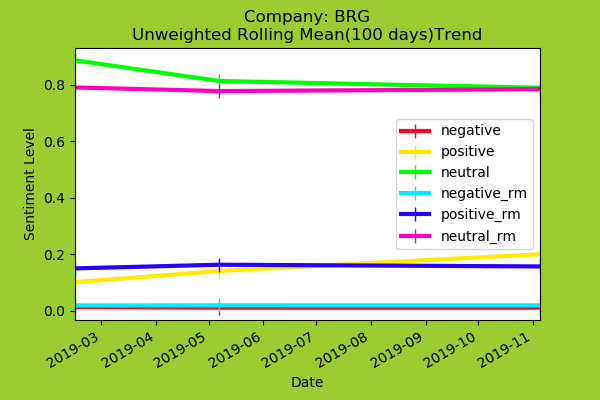 Company: BRG
Unweighted Rolling Mean(100 days)Trend
Sentiment Level
0.8
0.6
0.4
0.2
0.0
negative
positive
neutral
negative_rm
positive_rm
neutral_rm
2019-03
2019-04
2019-05
2019-06
2019-07
2019-08
2019-09
2019-10
2019-11
Date